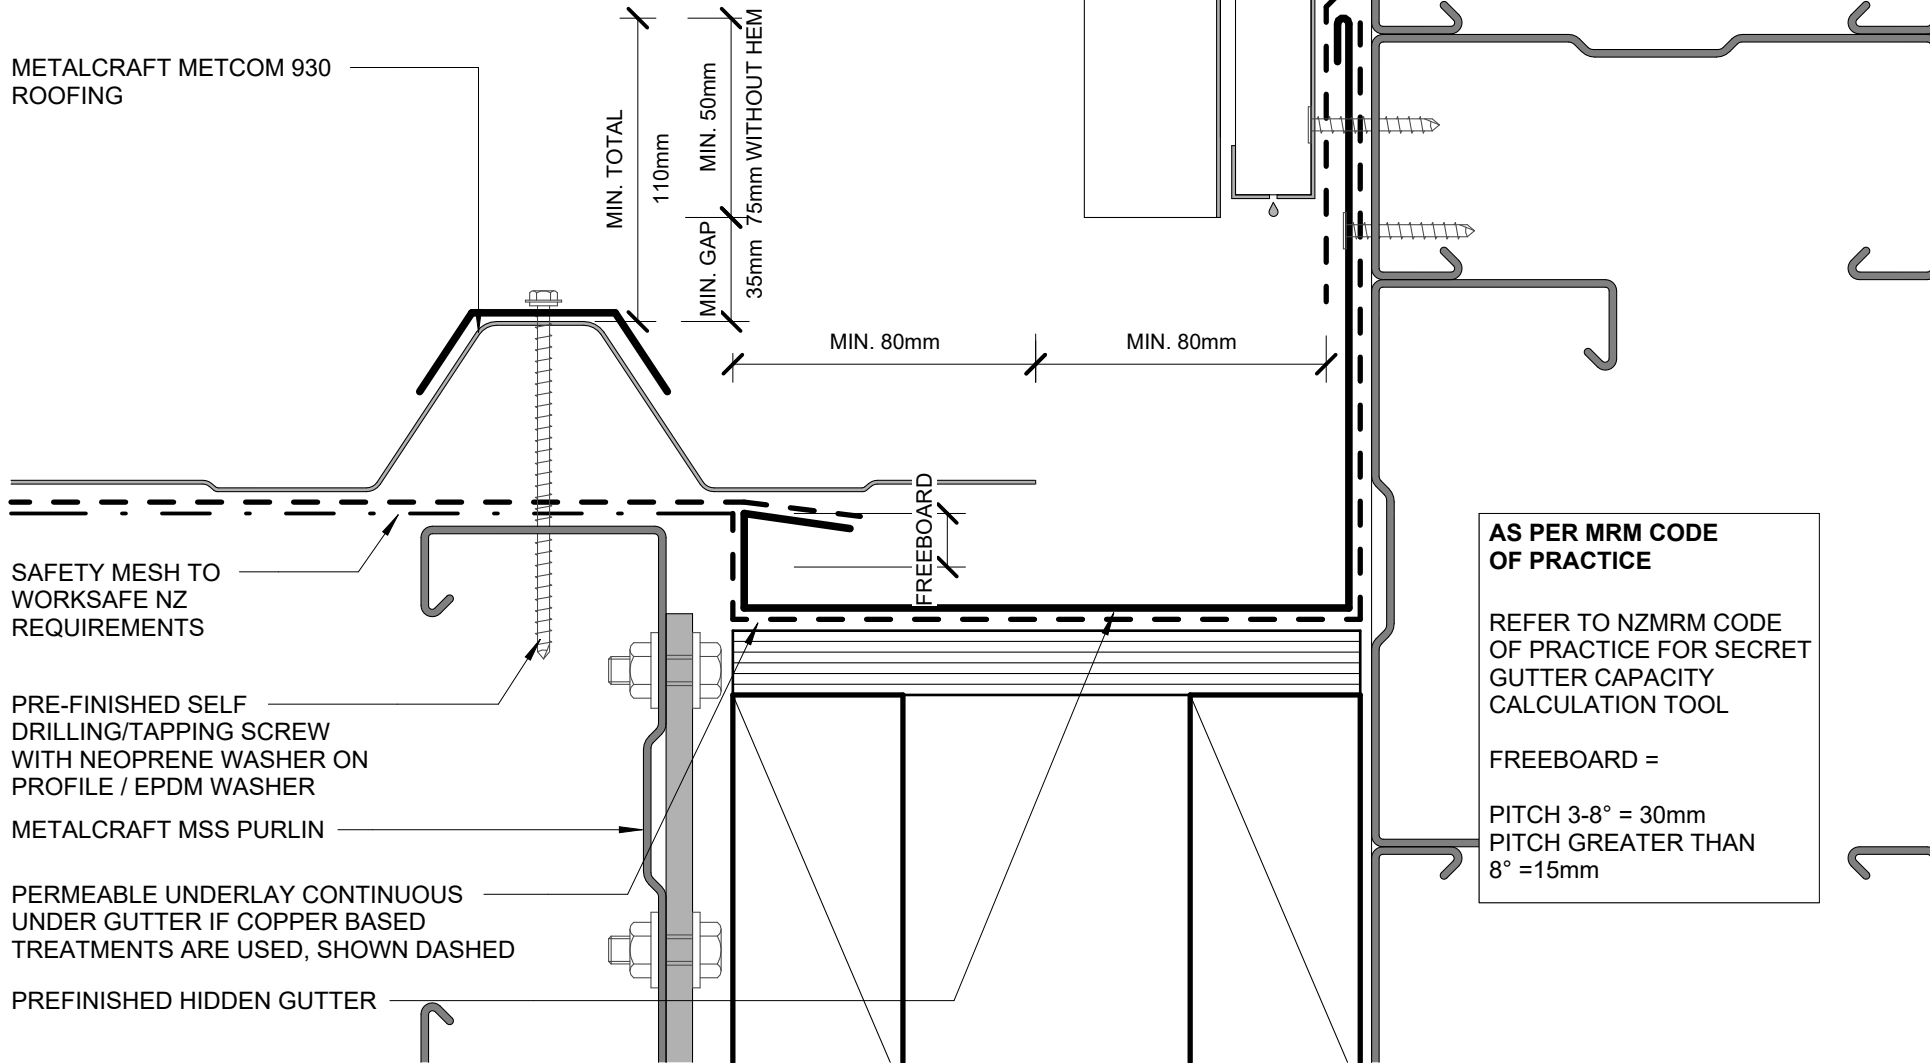 METALCRAFT METCOM 930
ROOFING
MIN. TOTAL
110mm
MIN. 50mm
75mm WITHOUT HEM
MIN. GAP
35mm
MIN. 80mm
MIN. 80mm
FREEBOARD
SAFETY MESH TO
WORKSAFE NZ
REQUIREMENTS
PRE-FINISHED SELF
DRILLING/TAPPING SCREW
WITH NEOPRENE WASHER ON
PROFILE / EPDM WASHER
METALCRAFT MSS PURLIN
PERMEABLE UNDERLAY CONTINUOUS
UNDER GUTTER IF COPPER BASED
TREATMENTS ARE USED, SHOWN DASHED
PREFINISHED HIDDEN GUTTER
AS PER MRM CODE
OF PRACTICE
REFER TO NZMRM CODE
OF PRACTICE FOR SECRET
GUTTER CAPACITY
CALCULATION TOOL
FREEBOARD =
PITCH 3-8° = 30mm
PITCH GREATER THAN
8° =15mm